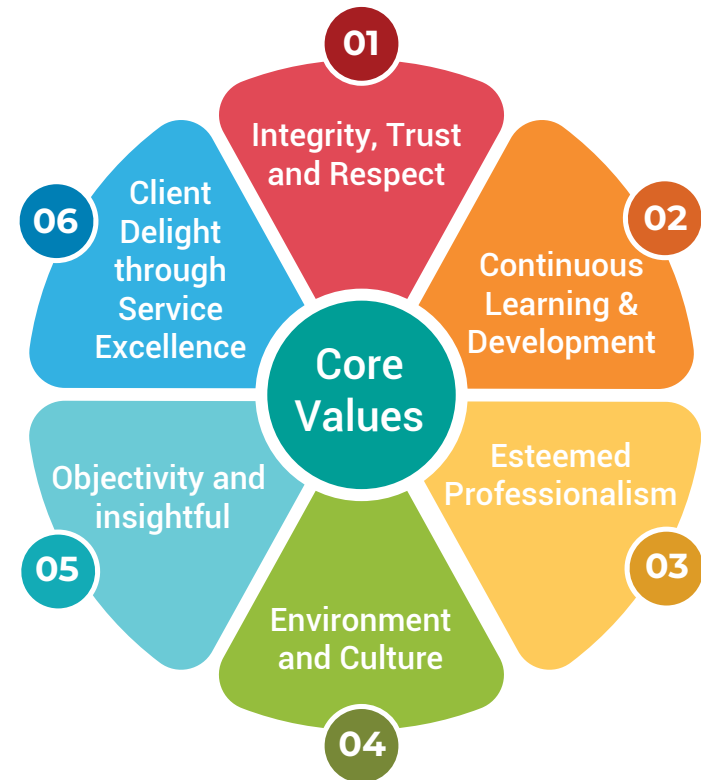 01
Integrity, Trust
and Respect
02
Continuous
Learning &
Development
03
Esteemed
Professionalism
04
Environment
and Culture
05
Objectivity and
insightful
06
Client
Delight
through
Service
Excellence
Core
Values